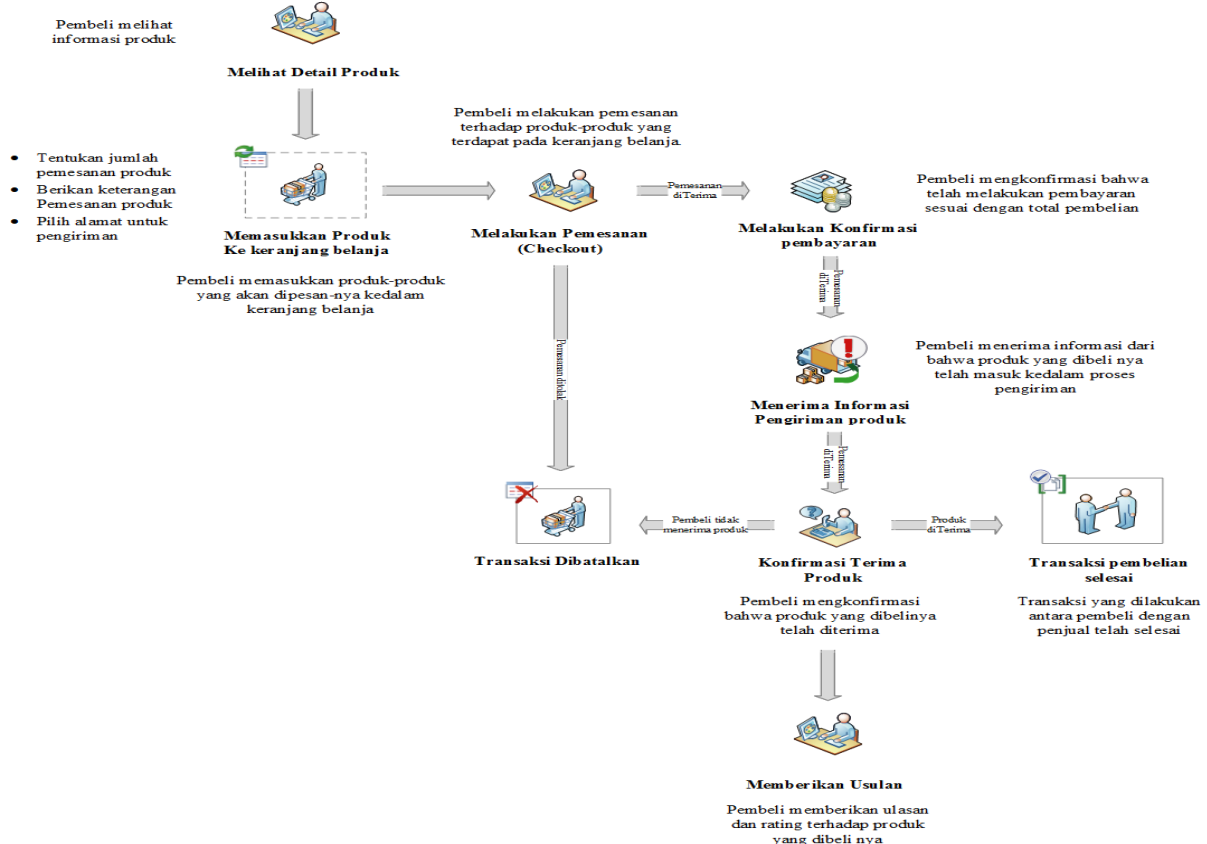 Pembeli melihat
informasi produk
Melihat Detail Produk
• Tentukan jumlah
pemesanan produk
• Berikan keterangan
Pemesanan produk
• Pilih alamat untuk
pengiriman
Memasukkan Produk
Ke keranjang belanja
Pembeli memasukkan produk-produk
yang akan dipesan-nya kedalam
keranjang belanja
Pembeli melakukan pemesanan
terhadap produk-produk yang
terdapat pada keranjang belanja.
Melakukan Pemesanan
(Checkout)
Pemesanan
diTerima
Melakukan Konfirmasi
pembayaran
Pembeli mengkonfirmasi bahwa
telah melakukan pembayaran
sesuai dengan total pembelian
Pemesanan
diTerima
Pemesanan ditolak
Menerima Informasi
Pengiriman produk
Pembeli menerima informasi dari
bahwa produk yang dibeli nya
telah masuk kedalam proses
pengiriman
Pemesanan
diTerima
Transaksi Dibatalkan
Pembeli tidak
menerima produk
Konfirmasi Terima
Produk
Pembeli mengkonfirmasi
bahwa produk yang dibelinya
telah diterima
Produk
diTerima
Transaksi pembelian
selesai
Transaksi yang dilakukan
antara pembeli dengan
penjual telah selesai
Memberikan Usulan
Pembeli memberikan ulasan
dan rating terhadap produk
yang dibeli nya